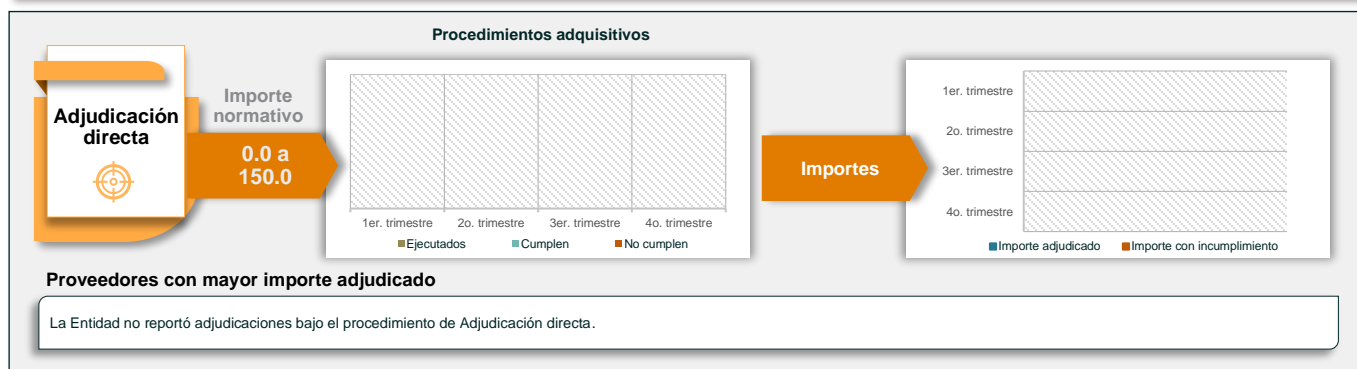 Procedimientos adquisitivos
Adjudicación
directa
Importe
normativo
0.0 a
150.0
1er. trimestre 2o. trimestre 3er. trimestre 4o. trimestre
Ejecutados Cumplen No cumplen
Importes
1er. trimestre
2o. trimestre
3er. trimestre
4o. trimestre
Importe adjudicado Importe con incumplimiento
Proveedores con mayor importe adjudicado
La Entidad no reportó adjudicaciones bajo el procedimiento de Adjudicación directa.